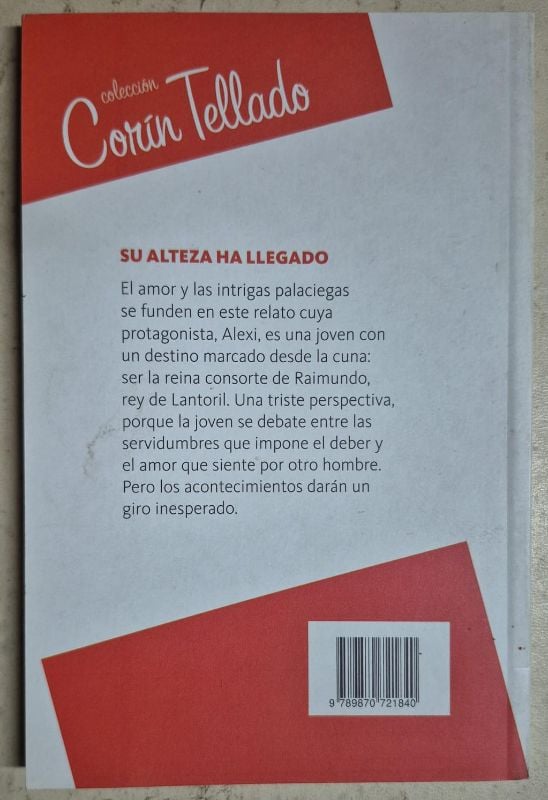 colección
Corín Tellado
SU ALTEZA HA LLEGADO
El amor y las intrigas palaciegas
se funden en este relato cuya
protagonista, Alexi, es una joven con
un destino marcado desde la cuna:
ser la reina consorte de Raimundo,
rey de Lantoril. Una triste perspectiva,
porque la joven se debate entre las
servidumbres que impone el deber y
el amor que siente por otro hombre.
Pero los acontecimientos darán un
giro inesperado.
9 789870 721840